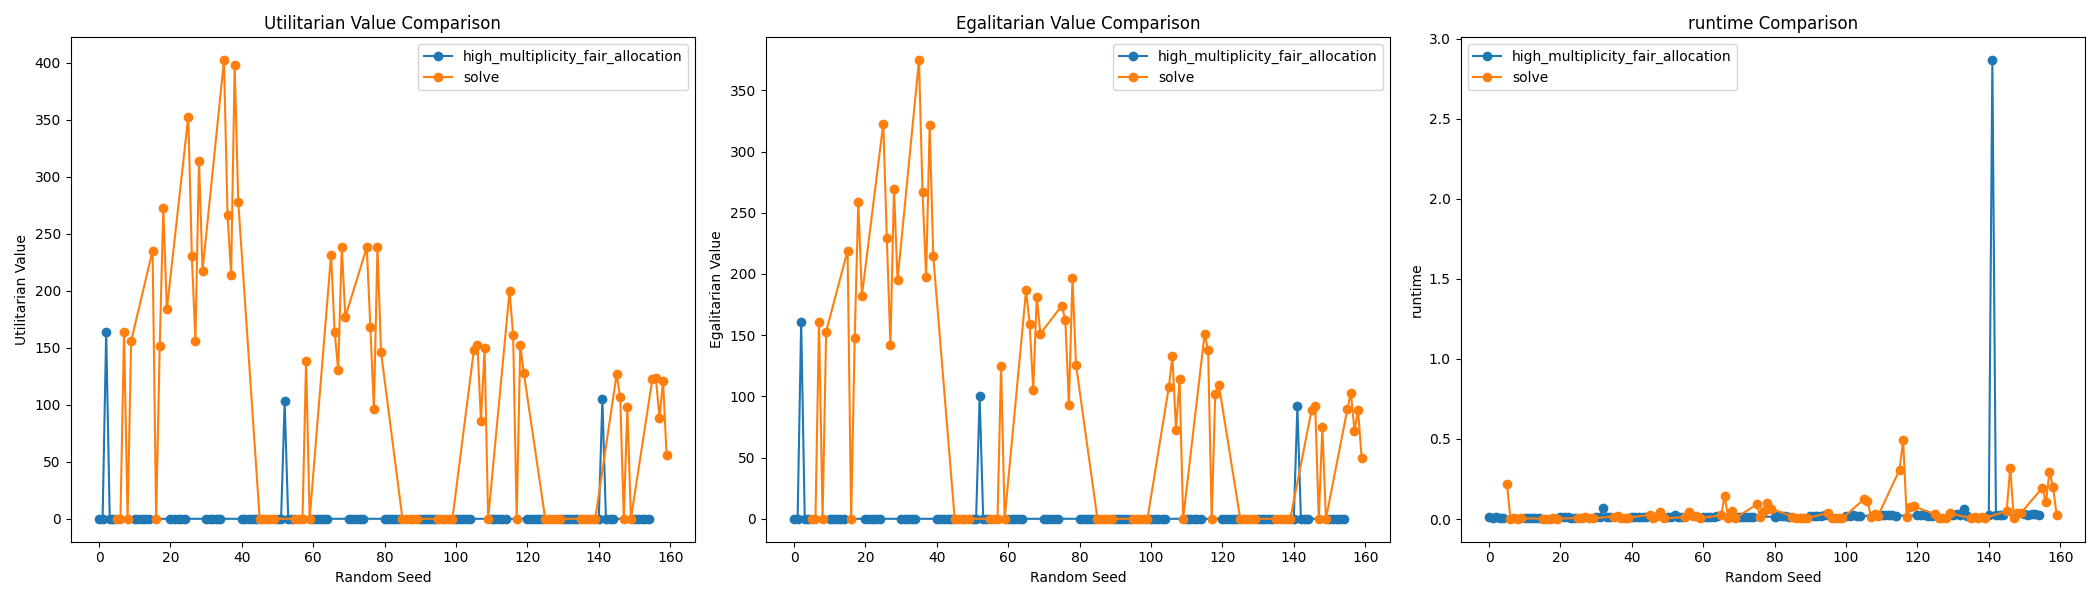 Utilitarian Value Comparison
Utilitarian Value
400
350
300
250
200
150
100
50
0
high_multiplicity_fair_allocation
solve
0 20 40 60 80 100 120 140 160
Random Seed
Egalitarian Value Comparison
Egalitarian Value
350
300
250
200
150
100
50
0
high_multiplicity_fair_allocation
solve
0 20 40 60 80 100 120 140 160
Random Seed
runtime Comparison
runtime
3.0
2.5
2.0
1.5
1.0
0.5
0.0
high_multiplicity_fair_allocation
solve
0 20 40 60 80 100 120 140 160
Random Seed